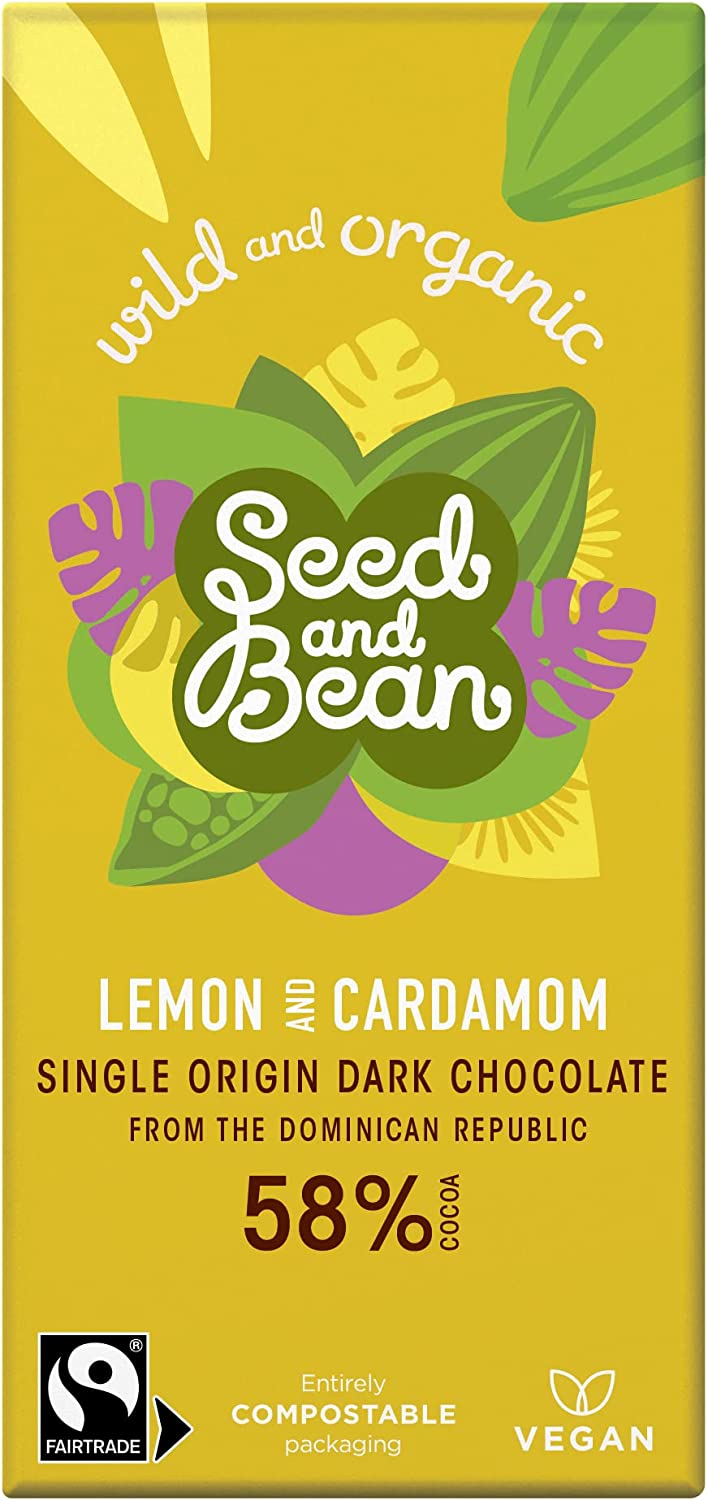 wild and organic
Seed
and
Bean
LEMON AND CARDAMOM
SINGLE ORIGIN DARK CHOCOLATE
FROM THE DOMINICAN REPUBLIC
58% COCOA
FAIRTRADE ®
Entirely
COMPOSTABLE
packaging
VEGAN